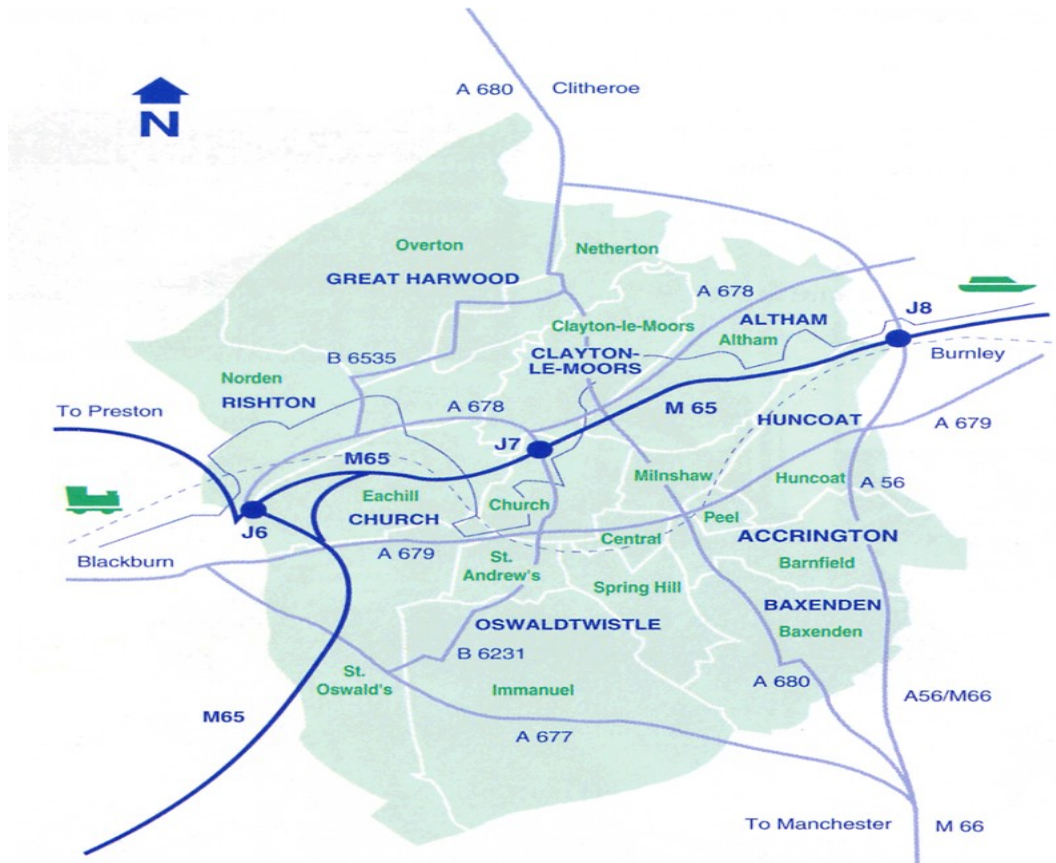 A 680
Clitheroe
N
Overton
Netherton
GREAT HARWOOD
A 678
J8
Clayton-le-Moors
ALTHAM
Altham
B 6535
CLAYTON-
LE-MOORS
Burnley
Norden
RISHTON
To Preston
A 678
M 65
HUNCOAT
A 679
J7
M65
Milnshaw
Huncoat
A 56
Eachill
Church
CHURCH
Peel
J6
Central
ACCRINGTON
Blackburn
A 679
St.
Andrew's
Barnfield
Spring Hill
BAXENDEN
OSWALDTWISTLE
Baxenden
B 6231
St.
Oswald's
Immanuel
A 680
A56/M66
M65
A 677
To Manchester
M 66